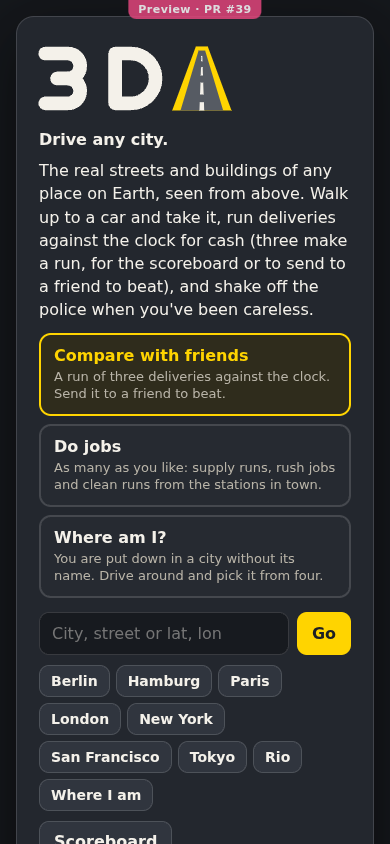 Preview · PR #39
3D
Drive any city.
The real streets and buildings of any
place on Earth, seen from above. Walk
up to a car and take it, run deliveries
against the clock for cash (three make
a run, for the scoreboard or to send to
a friend to beat), and shake off the
police when you've been careless.
Compare with friends
A run of three deliveries against the clock.
Send it to a friend to beat.
Do jobs
As many as you like: supply runs, rush jobs
and clean runs from the stations in town.
Where am I?
You are put down in a city without its
name. Drive around and pick it from four.
City, street or lat, lon
Go
Berlin Hamburg Paris
London New York
San Francisco Tokyo Rio
Where I am
Scoreboard